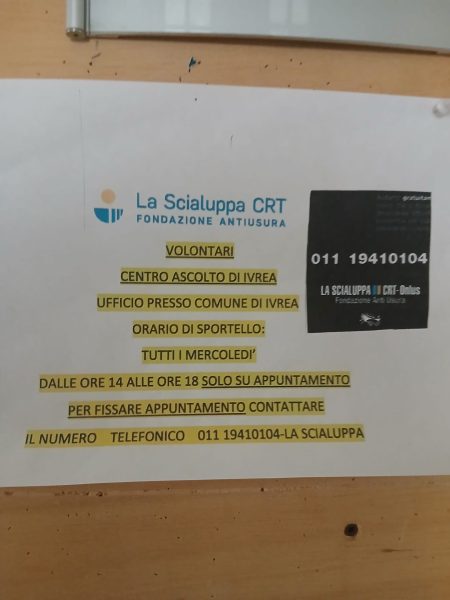 La Scialuppa CRT
FONDAZIONE ANTIUSURA
VOLONTARI
CENTRO ASCOLTO DI IVREA
UFFICIO PRESSO COMUNE DI IVREA
ORARIO DI SPORTELLO:
TUTTI I MERCOLEDI’
DALLE ORE 14 ALLE ORE 18 SOLO SU APPUNTAMENTO
PER FISSARE APPUNTAMENTO CONTATTARE
IL NUMERO TELEFONICO 011 19410104-LA SCIALUPPA
gratuitam
011 19410104
LA SCIALUPPA CRT-Onlus
Fondazione Anti Usura